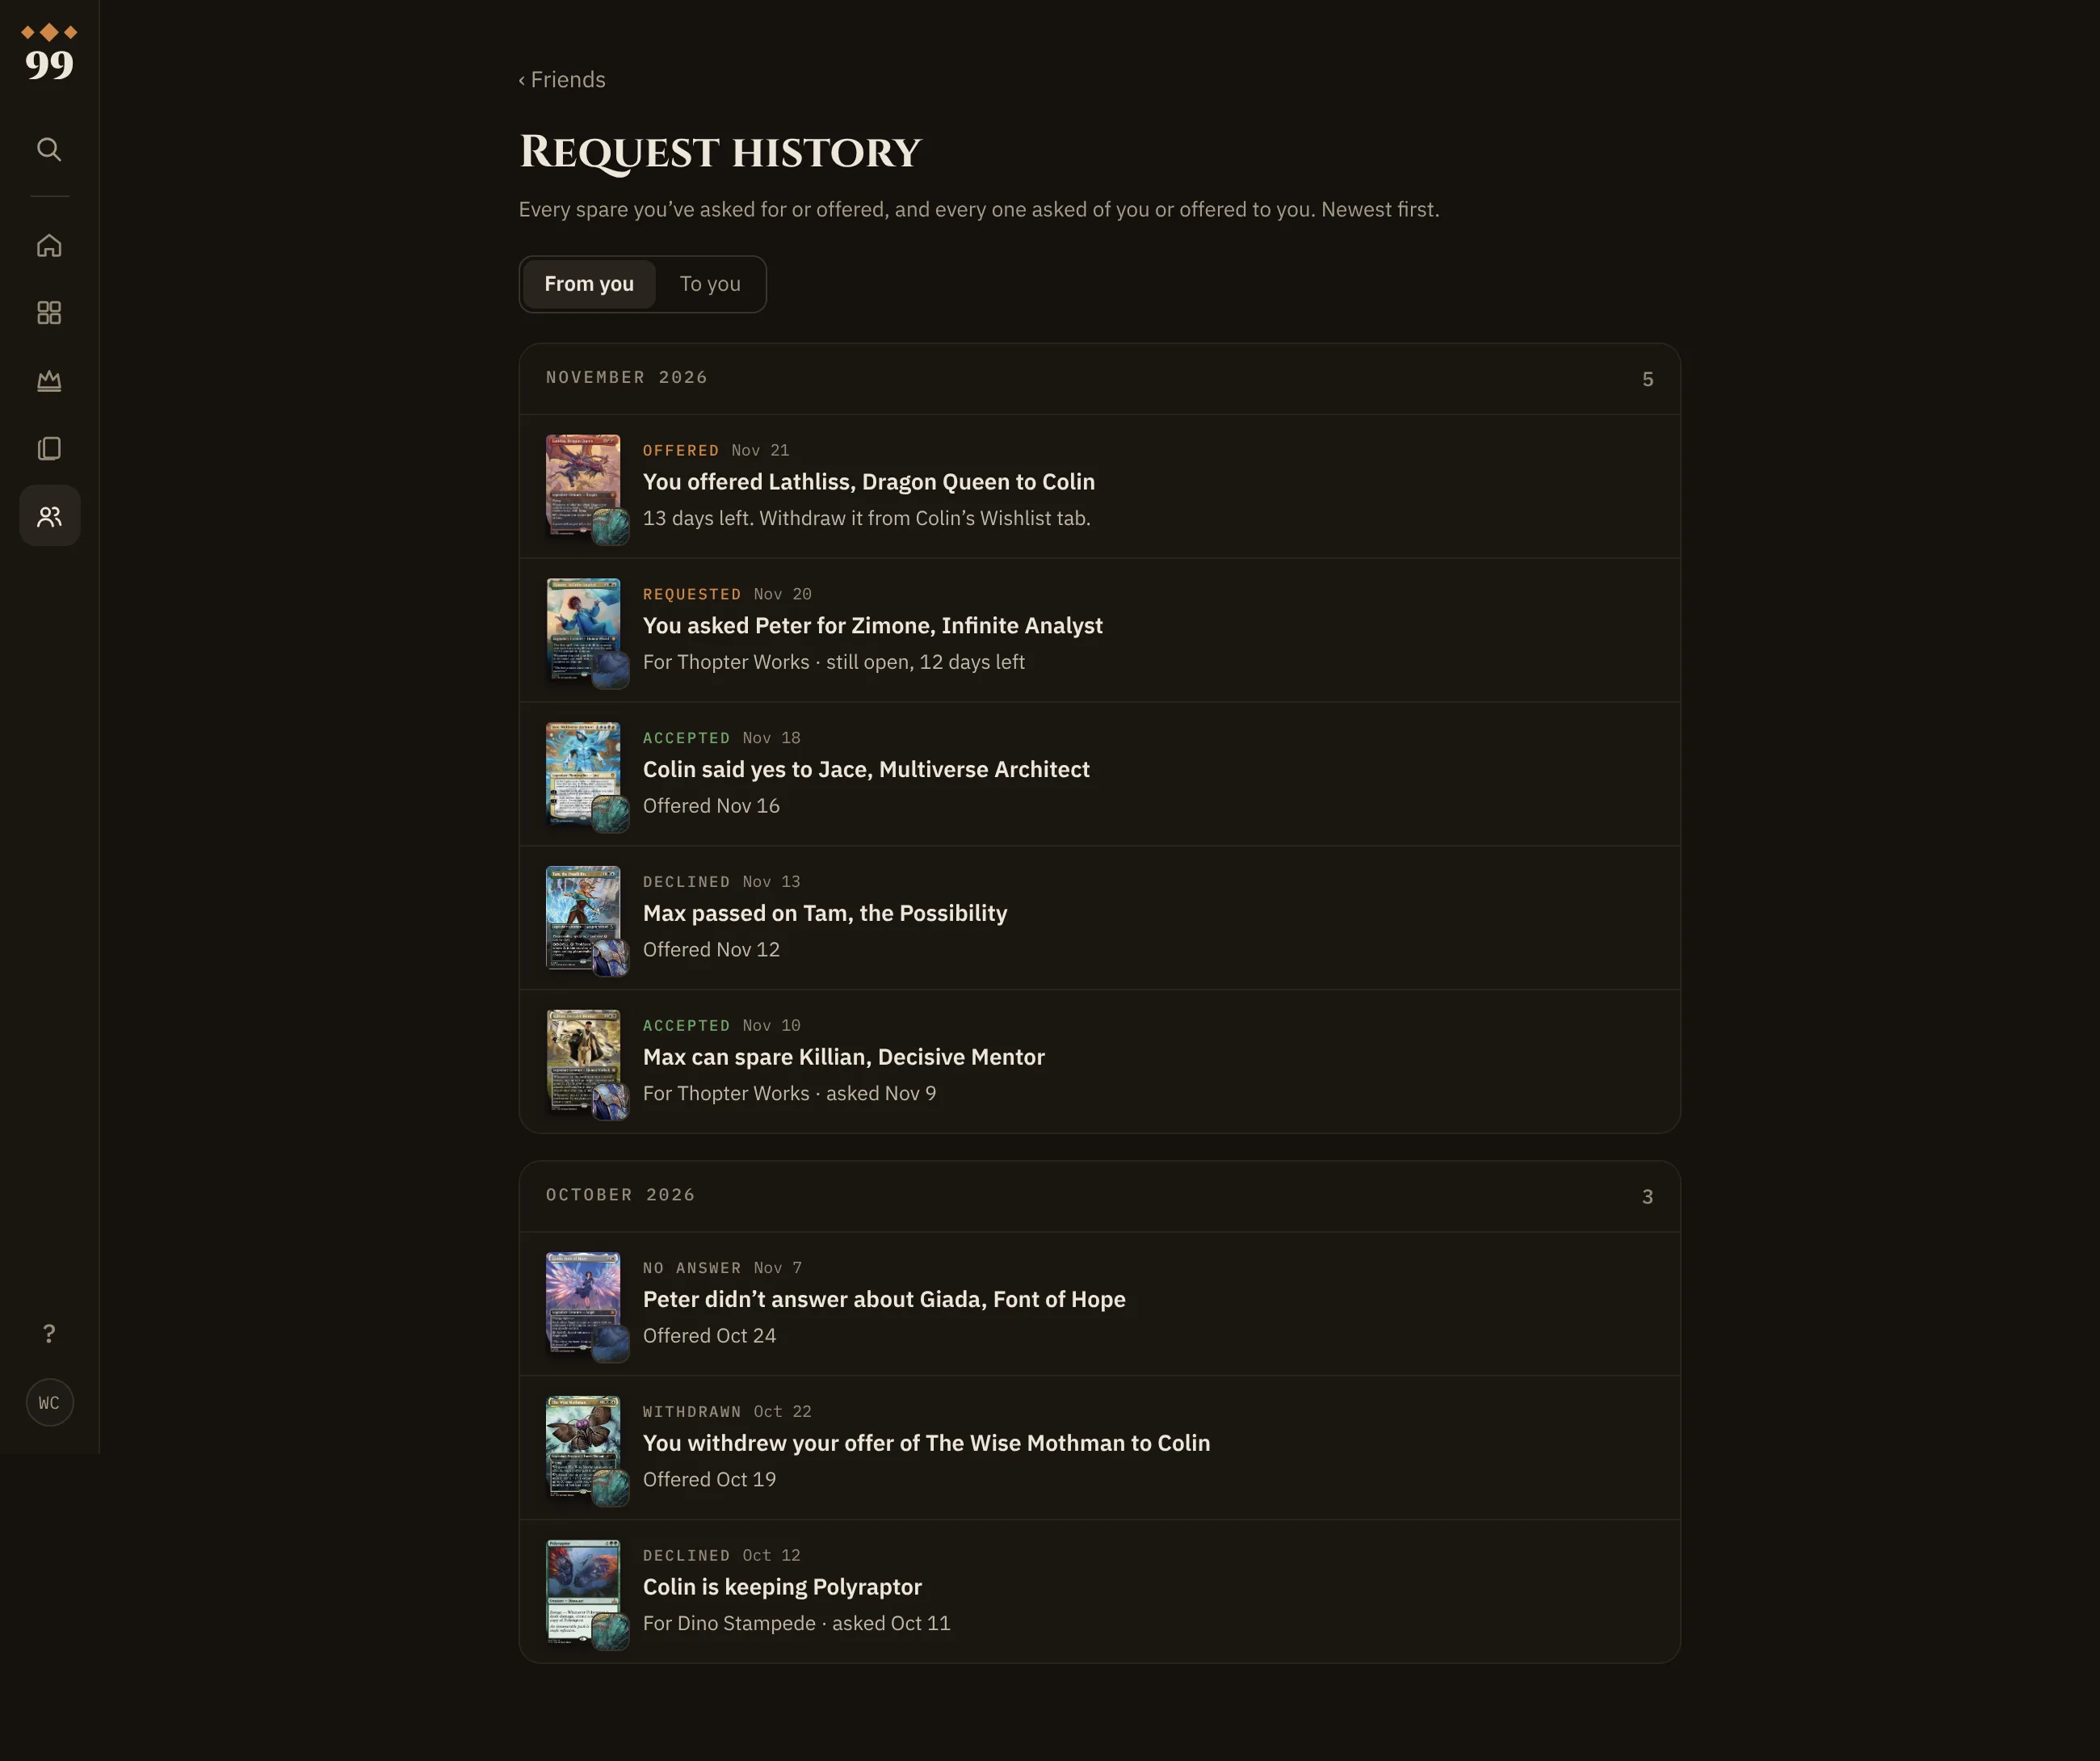 99
‹ Friends
Request history
Every spare you’ve asked for or offered, and every one asked of you or offered to you. Newest first.
From you To you
NOVEMBER 2026 5
OFFERED Nov 21
You offered Lathliss, Dragon Queen to Colin
13 days left. Withdraw it from Colin’s Wishlist tab.
REQUESTED Nov 20
You asked Peter for Zimone, Infinite Analyst
For Thopter Works · still open, 12 days left
ACCEPTED Nov 18
Colin said yes to Jace, Multiverse Architect
Offered Nov 16
DECLINED Nov 13
Max passed on Tam, the Possibility
Offered Nov 12
ACCEPTED Nov 10
Max can spare Killian, Decisive Mentor
For Thopter Works · asked Nov 9
OCTOBER 2026 3
NO ANSWER Nov 7
Peter didn’t answer about Giada, Font of Hope
Offered Oct 24
WITHDRAWN Oct 22
You withdrew your offer of The Wise Mothman to Colin
Offered Oct 19
DECLINED Oct 12
Colin is keeping Polyraptor
For Dino Stampede · asked Oct 11
?
WC